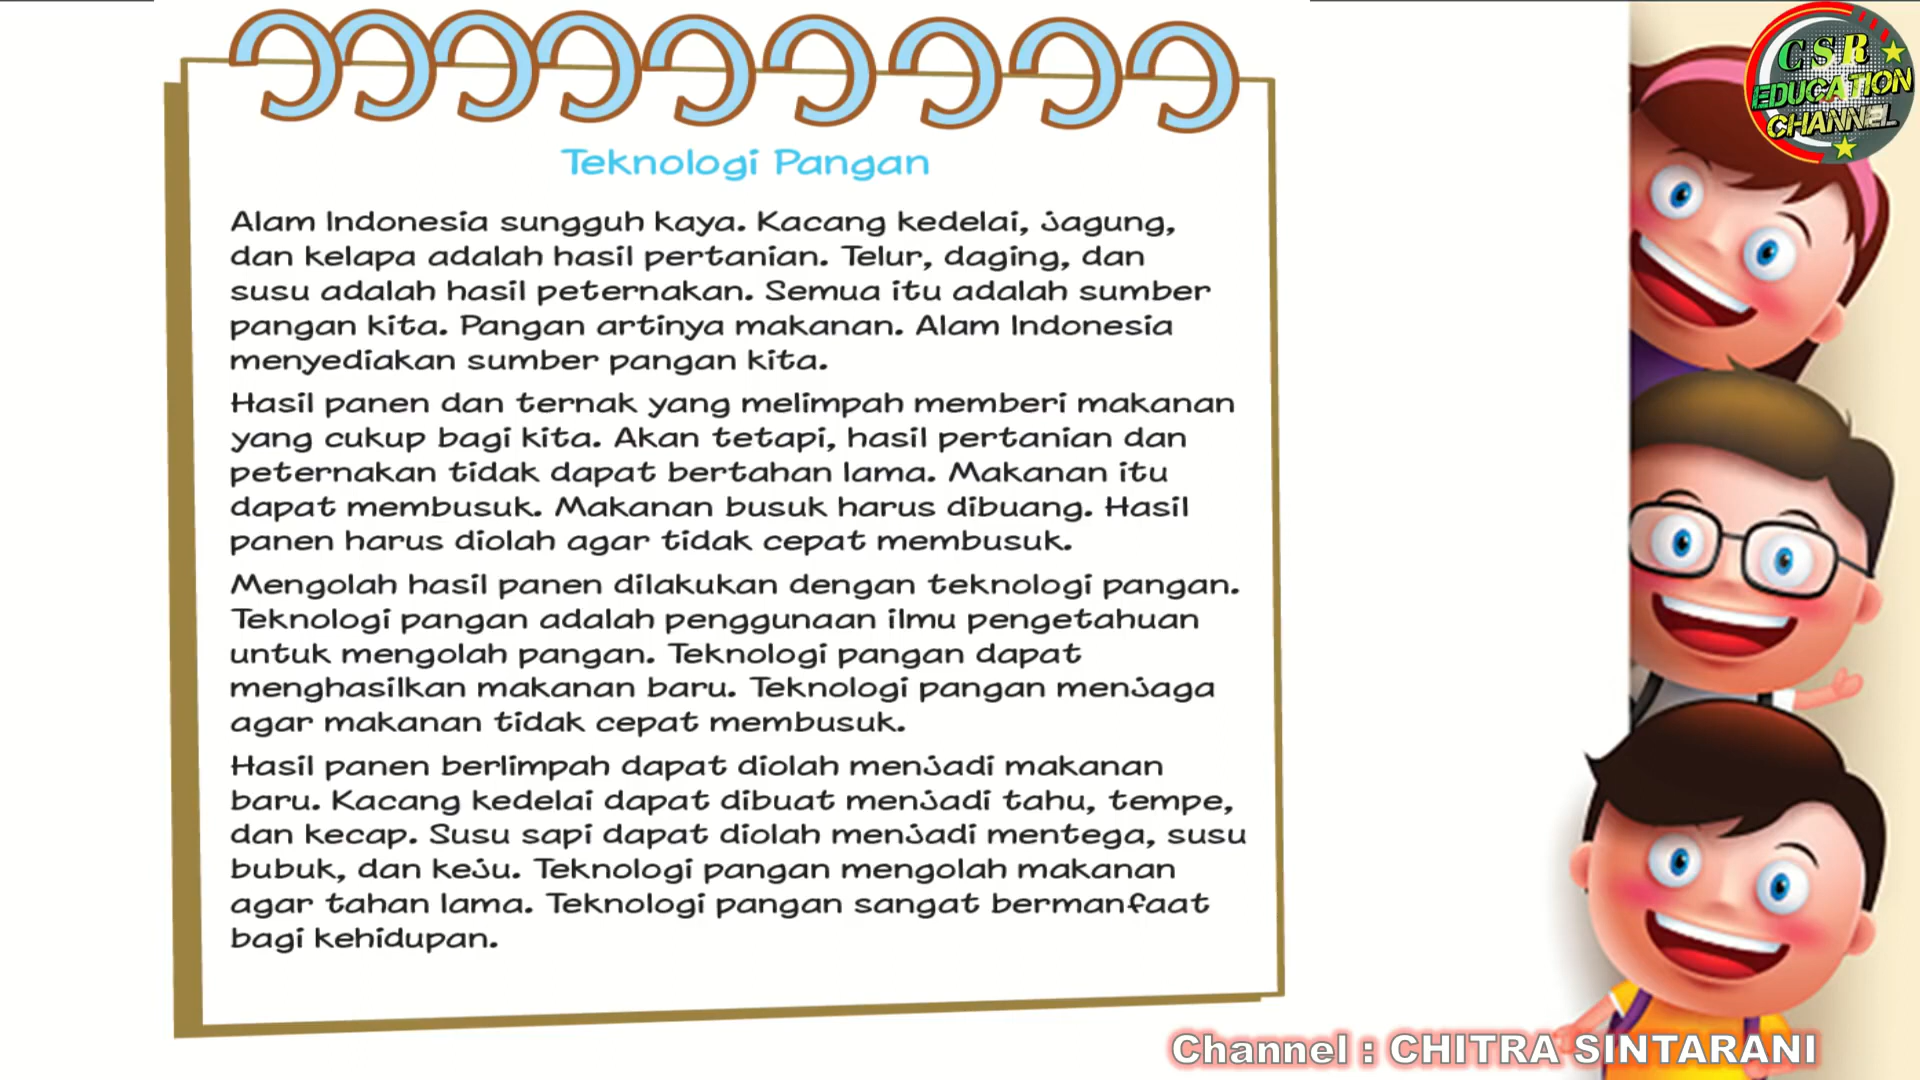 CSR
EDUCATION
CHANNEL
Teknologi Pangan
Alam Indonesia sungguh kaya. Kacang kedelai, jagung,
dan kelapa adalah hasil pertanian. Telur, daging, dan
susu adalah hasil peternakan. Semua itu adalah sumber
pangan kita. Pangan artinya makanan. Alam Indonesia
menyediakan sumber pangan kita.
Hasil panen dan ternak yang melimpah memberi makanan
yang cukup bagi kita. Akan tetapi, hasil pertanian dan
peternakan tidak dapat bertahan lama. Makanan itu
dapat membusuk. Makanan busuk harus dibuang. Hasil
panen harus diolah agar tidak cepat membusuk.
Mengolah hasil panen dilakukan dengan teknologi pangan.
Teknologi pangan adalah penggunaan ilmu pengetahuan
untuk mengolah pangan. Teknologi pangan dapat
menghasilkan makanan baru. Teknologi pangan menjaga
agar makanan tidak cepat membusuk.
Hasil panen berlimpah dapat diolah menjadi makanan
baru. Kacang kedelai dapat dibuat menjadi tahu, tempe,
dan kecap. Susu sapi dapat diolah menjadi mentega, susu
bubuk, dan keju. Teknologi pangan mengolah makanan
agar tahan lama. Teknologi pangan sangat bermanfaat
bagi kehidupan.
Channel : CHITRA SINTARANI